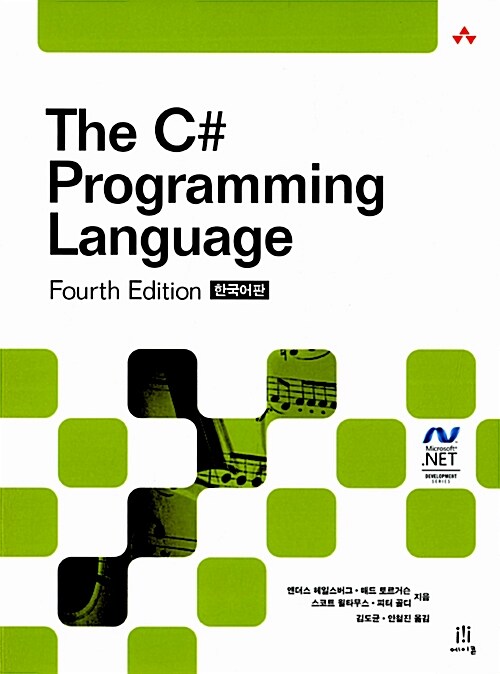 The C#
Programming
Language
Fourth Edition 한국어판
Microsoft®
.NET
DEVELOPMENT
SERIES
앤더스 헤일스버그 • 매드 토르거슨
스코트 윌타무스 • 피터 골디 지음
김도균 • 안철진 옮김
에이콘